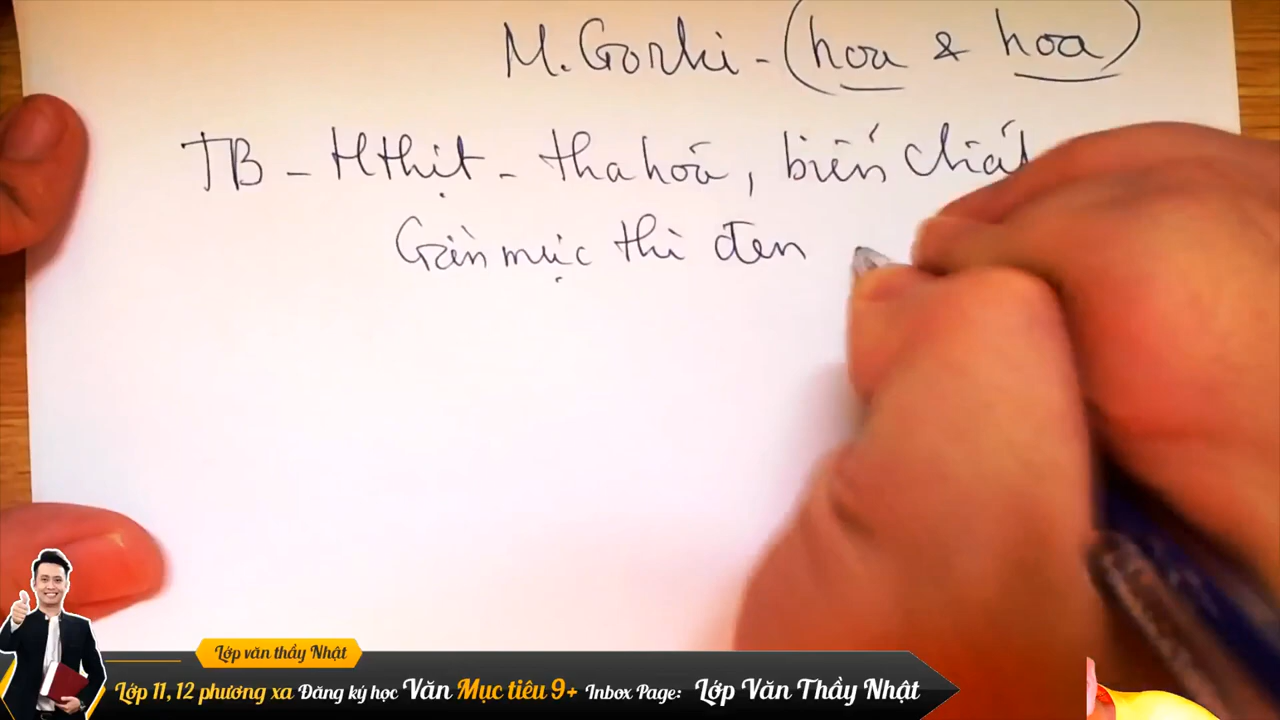 M. Gorki - (hoa & hoa)
TB - Hthịt - tha hoá, biến chất
Gần mực thì đen
Lớp văn thầy Nhật
Lớp 11, 12 phương xa Đăng ký học Văn Mục tiêu 9+ Inbox Page: Lớp Văn Thầy Nhật